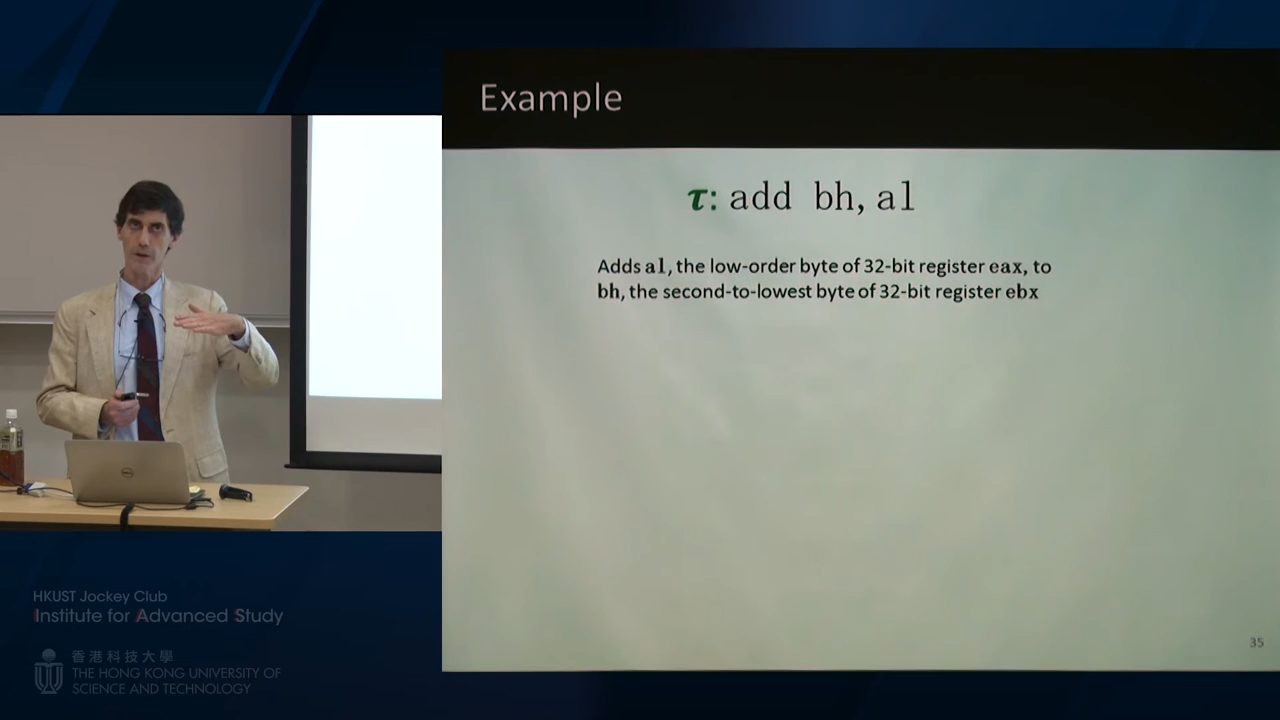 Example
τ: add bh, al
Adds al, the low-order byte of 32-bit register eax, to
bh, the second-to-lowest byte of 32-bit register ebx
35
HKUST Jockey Club
Institute for Advanced Study
香港科技大學
THE HONG KONG UNIVERSITY OF
SCIENCE AND TECHNOLOGY